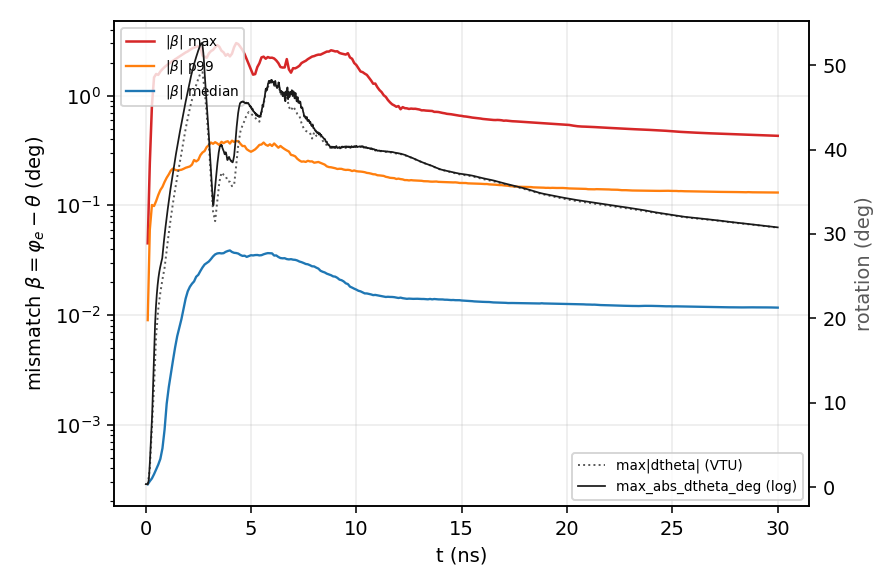 |β| max
|β| p99
|β| median
mismatch β = φₑ − θ (deg)
10⁰
10⁻¹
10⁻²
10⁻³
50
40
30
20
10
0
rotation (deg)
max|dtheta| (VTU)
max_abs_dtheta_deg (log)
0
5
10
15
20
25
30
t (ns)